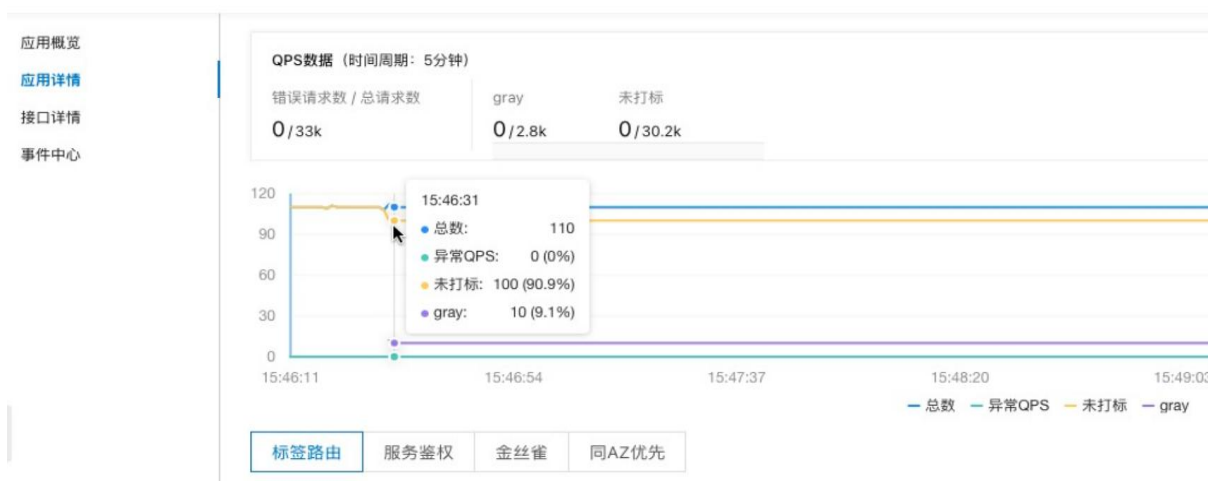 应用概览
应用详情
接口详情
事件中心
QPS数据（时间周期：5分钟）
错误请求数 / 总请求数
gray
未打标
0/33k
0/2.8k
0/30.2k
120
90
60
30
0
15:46:31
总数: 110
异常QPS: 0 (0%)
未打标: 100 (90.9%)
gray: 10 (9.1%)
15:46:11
15:46:54
15:47:37
15:48:20
15:49:03
总数 异常QPS 未打标 gray
标签路由 服务鉴权 金丝雀 同AZ优先